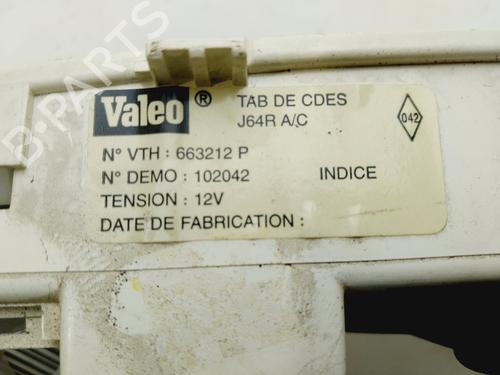 Valeo ® TAB DE CDES
J64R A/C
042
N° VTH : 663212 P
N° DEMO : 102042 INDICE
TENSION : 12V
DATE DE FABRICATION :
B-PARTS